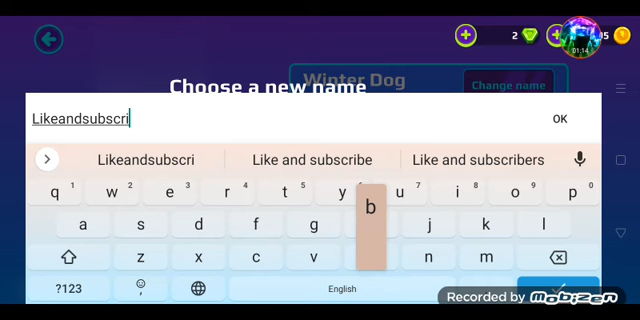 2
95
01:14
Winter Dog
Choose a new name
Change name
Likeandsubscri
OK
Likeandsubscri Like and subscribe Like and subscribers
q 1 w 2 e 3 r 4 t 5 y u 7 i 8 o 9 p 0
a s d f g j k l
b
z x c v n m
?123 , English
Recorded by Mobizen